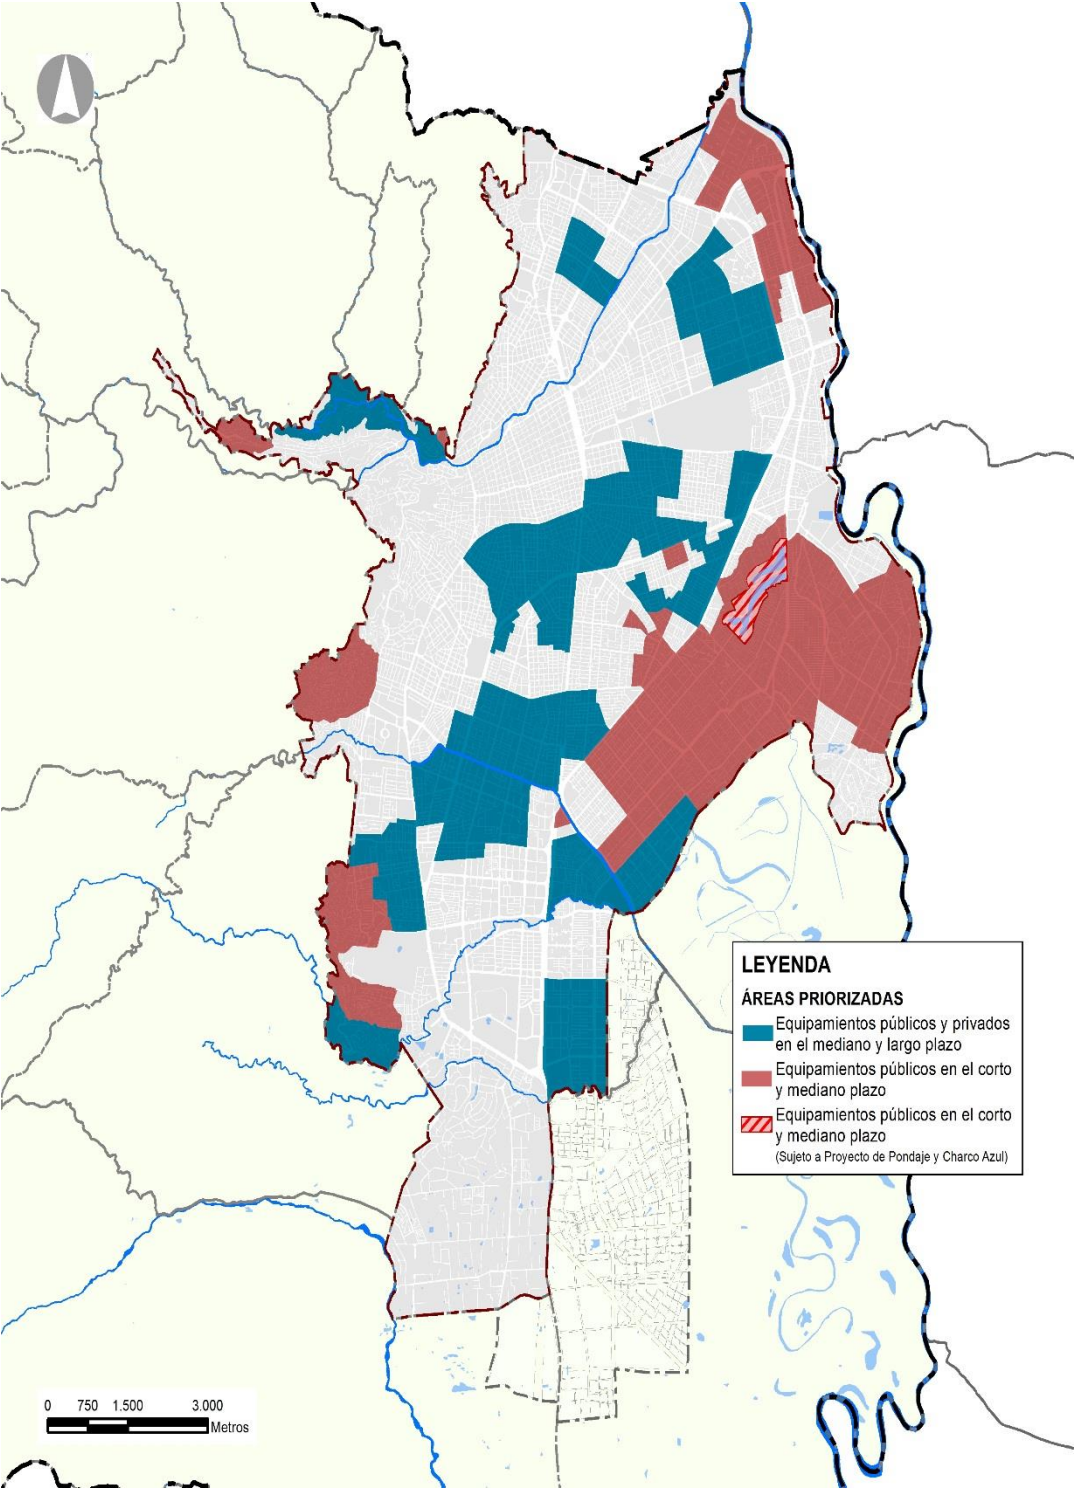 LEYENDA
ÁREAS PRIORIZADAS
Equipamientos públicos y privados
en el mediano y largo plazo
Equipamientos públicos en el corto
y mediano plazo
Equipamientos públicos en el corto
y mediano plazo
(Sujeto a Proyecto de Pondaje y Charco Azul)
0 750 1.500 3.000
Metros